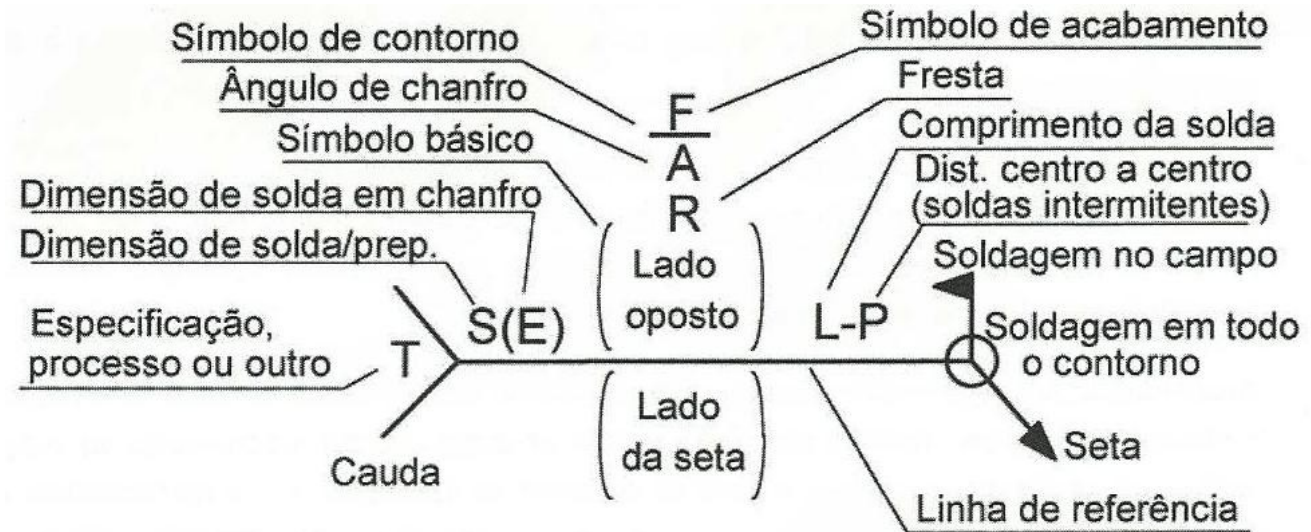 Símbolo de contorno
Símbolo de acabamento
Ângulo de chanfro
Fresta
F
Símbolo básico
Comprimento da solda
A
Dimensão de solda em chanfro
Dist. centro a centro
(soldas intermitentes)
R
Dimensão de solda/prep.
Lado
oposto
Soldagem no campo
Especificação,
processo ou outro
T
S(E)
L-P
Soldagem em todo
o contorno
Lado
da seta
Cauda
Seta
Linha de referência